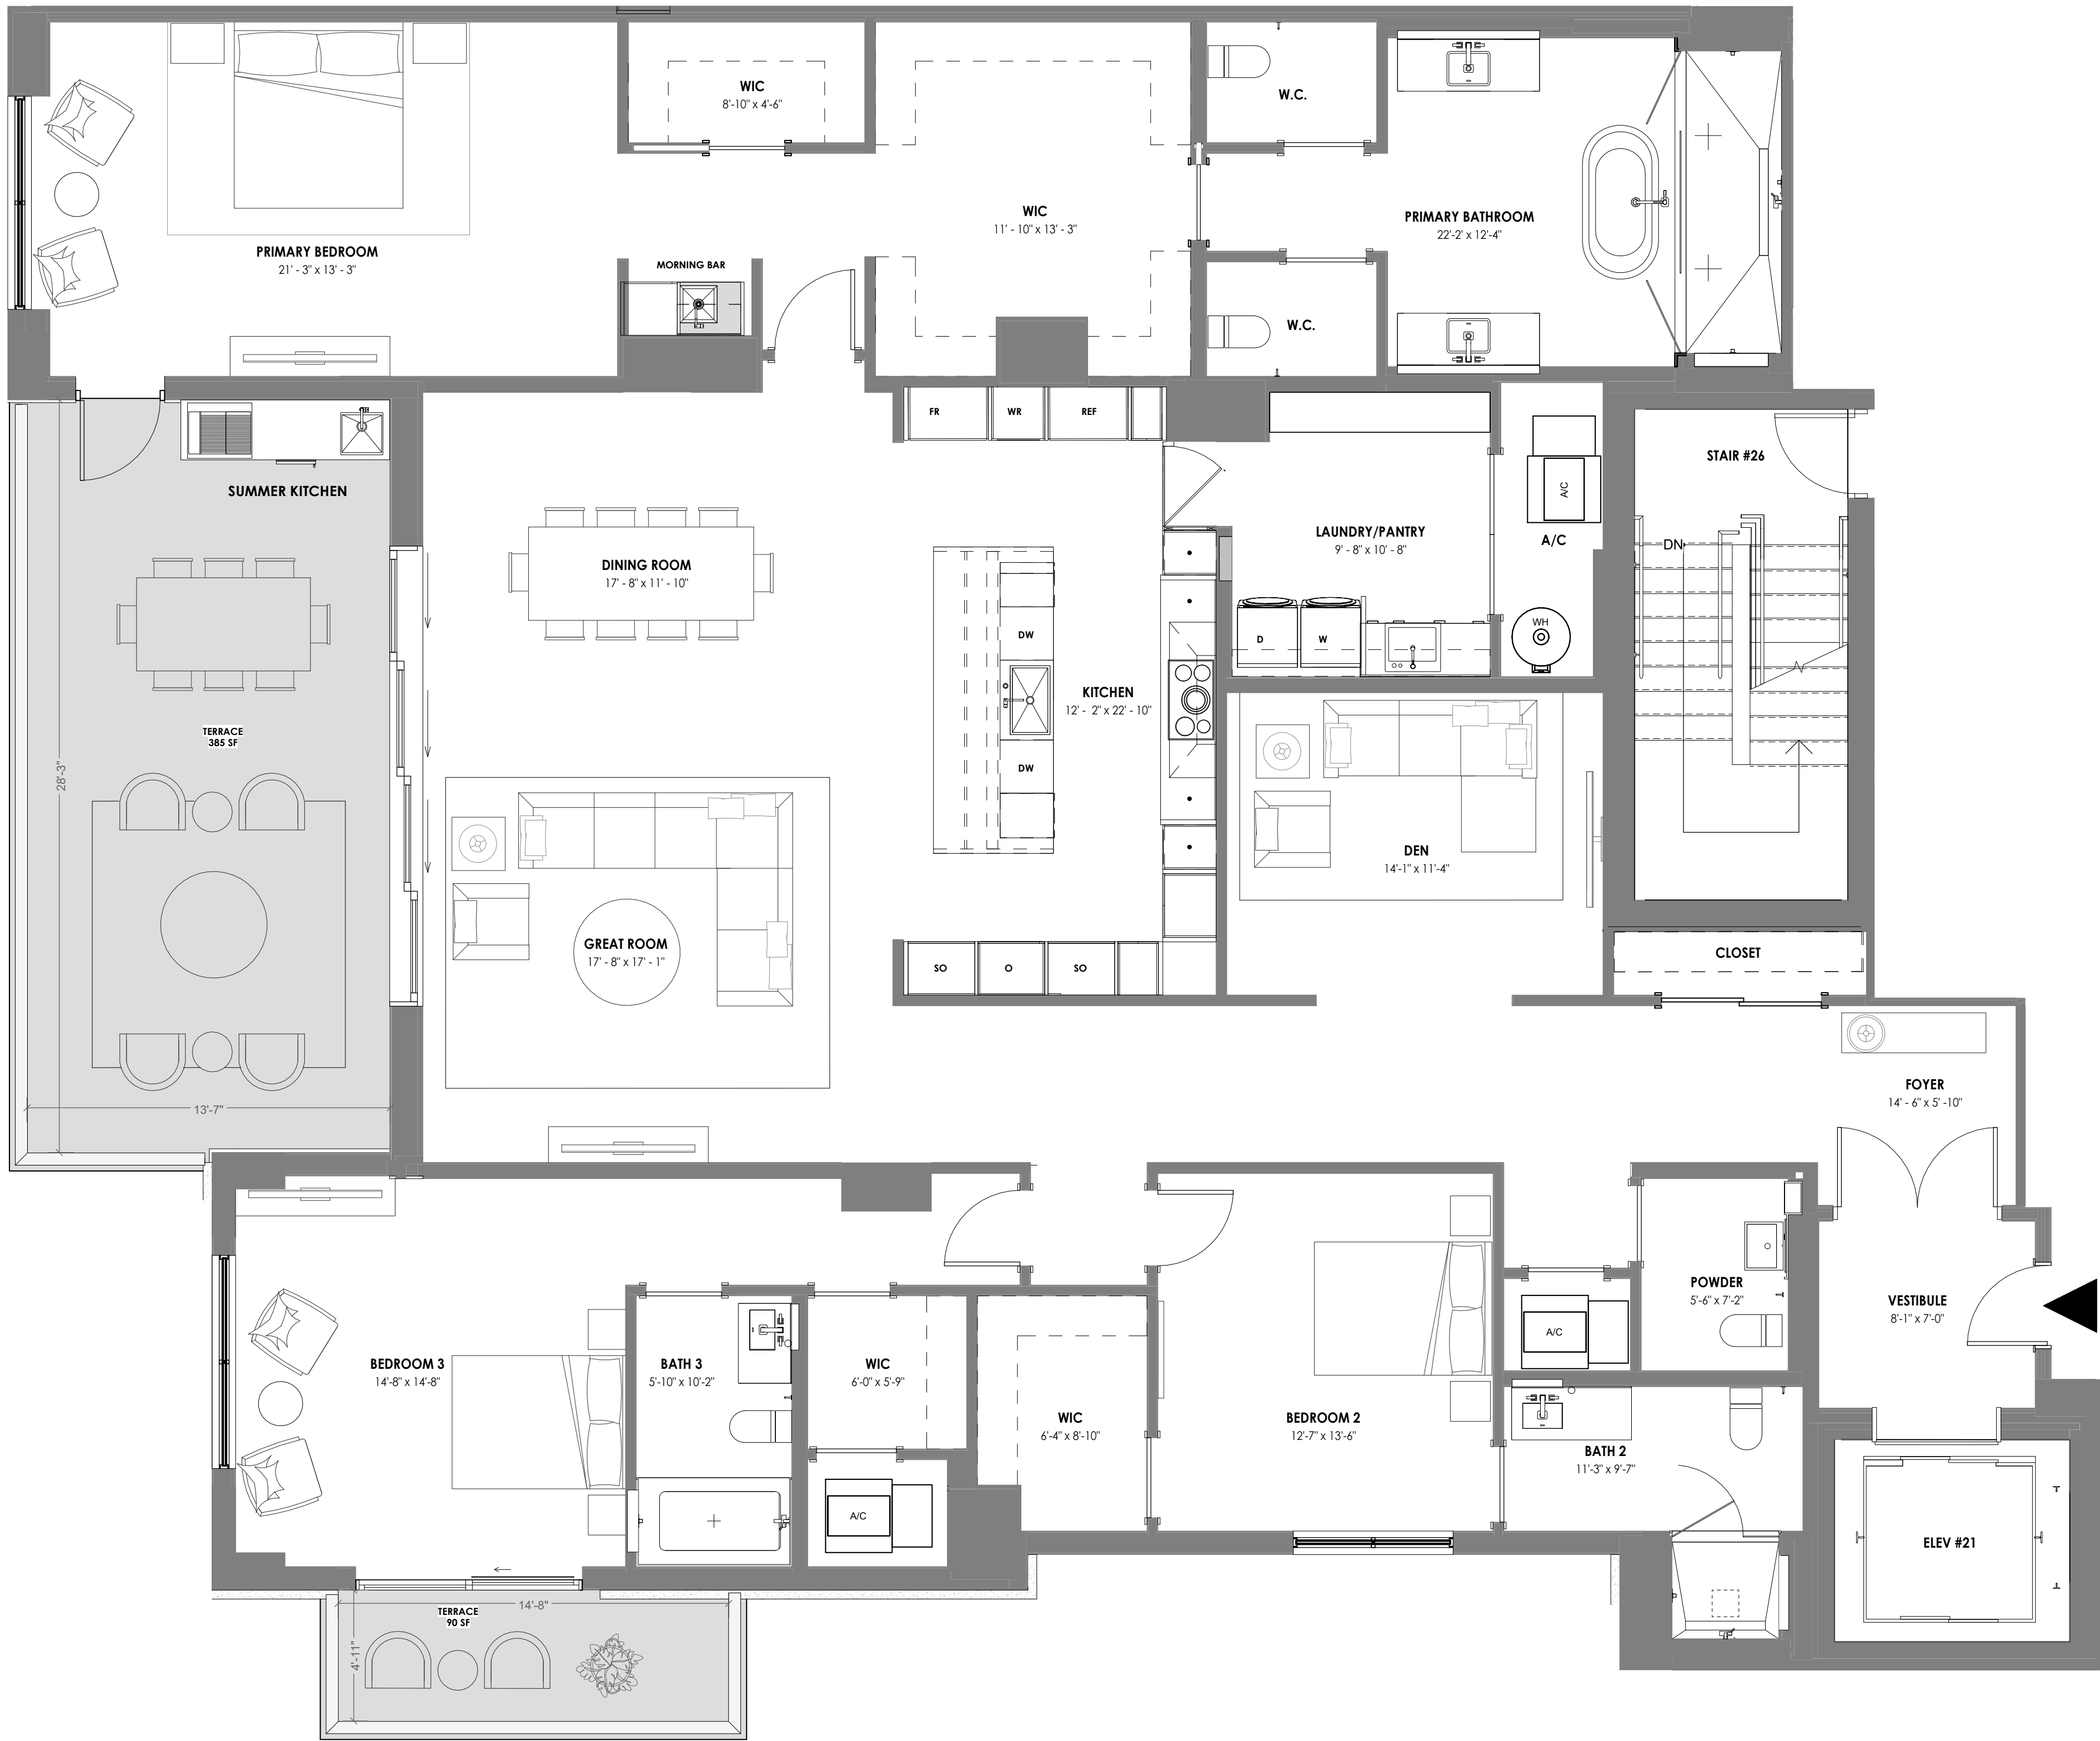 WIC
8'-10" x 4'-6"
W.C.
WIC
11' - 10" x 13' - 3"
PRIMARY BATHROOM
22'-2' x 12'-4"
PRIMARY BEDROOM
21' - 3" x 13' - 3"
MORNING BAR
W.C.
FR
WR
REF
STAIR #26
SUMMER KITCHEN
A/C
LAUNDRY/PANTRY
9' - 8" x 10' - 8"
A/C
DN
DINING ROOM
17' - 8" x 11' - 10"
WH
D
W
DW
KITCHEN
12' - 2" x 22' - 10"
TERRACE
385 SF
28'-3"
DW
DEN
14'-1" x 11'-4"
GREAT ROOM
17' - 8" x 17' - 1"
SO
O
SO
CLOSET
13'-7"
FOYER
14' - 6" x 5' -10"
POWDER
5'-6" x 7'-2"
VESTIBULE
8'-1" x 7'-0"
A/C
BEDROOM 3
14'-8" x 14'-8"
BATH 3
5'-10" x 10'-2"
WIC
6'-0" x 5'-9"
WIC
6'-4" x 8'-10"
BEDROOM 2
12'-7" x 13'-6"
BATH 2
11'-3" x 9'-7"
A/C
ELEV #21
14'-8"
TERRACE
90 SF
4'-11"